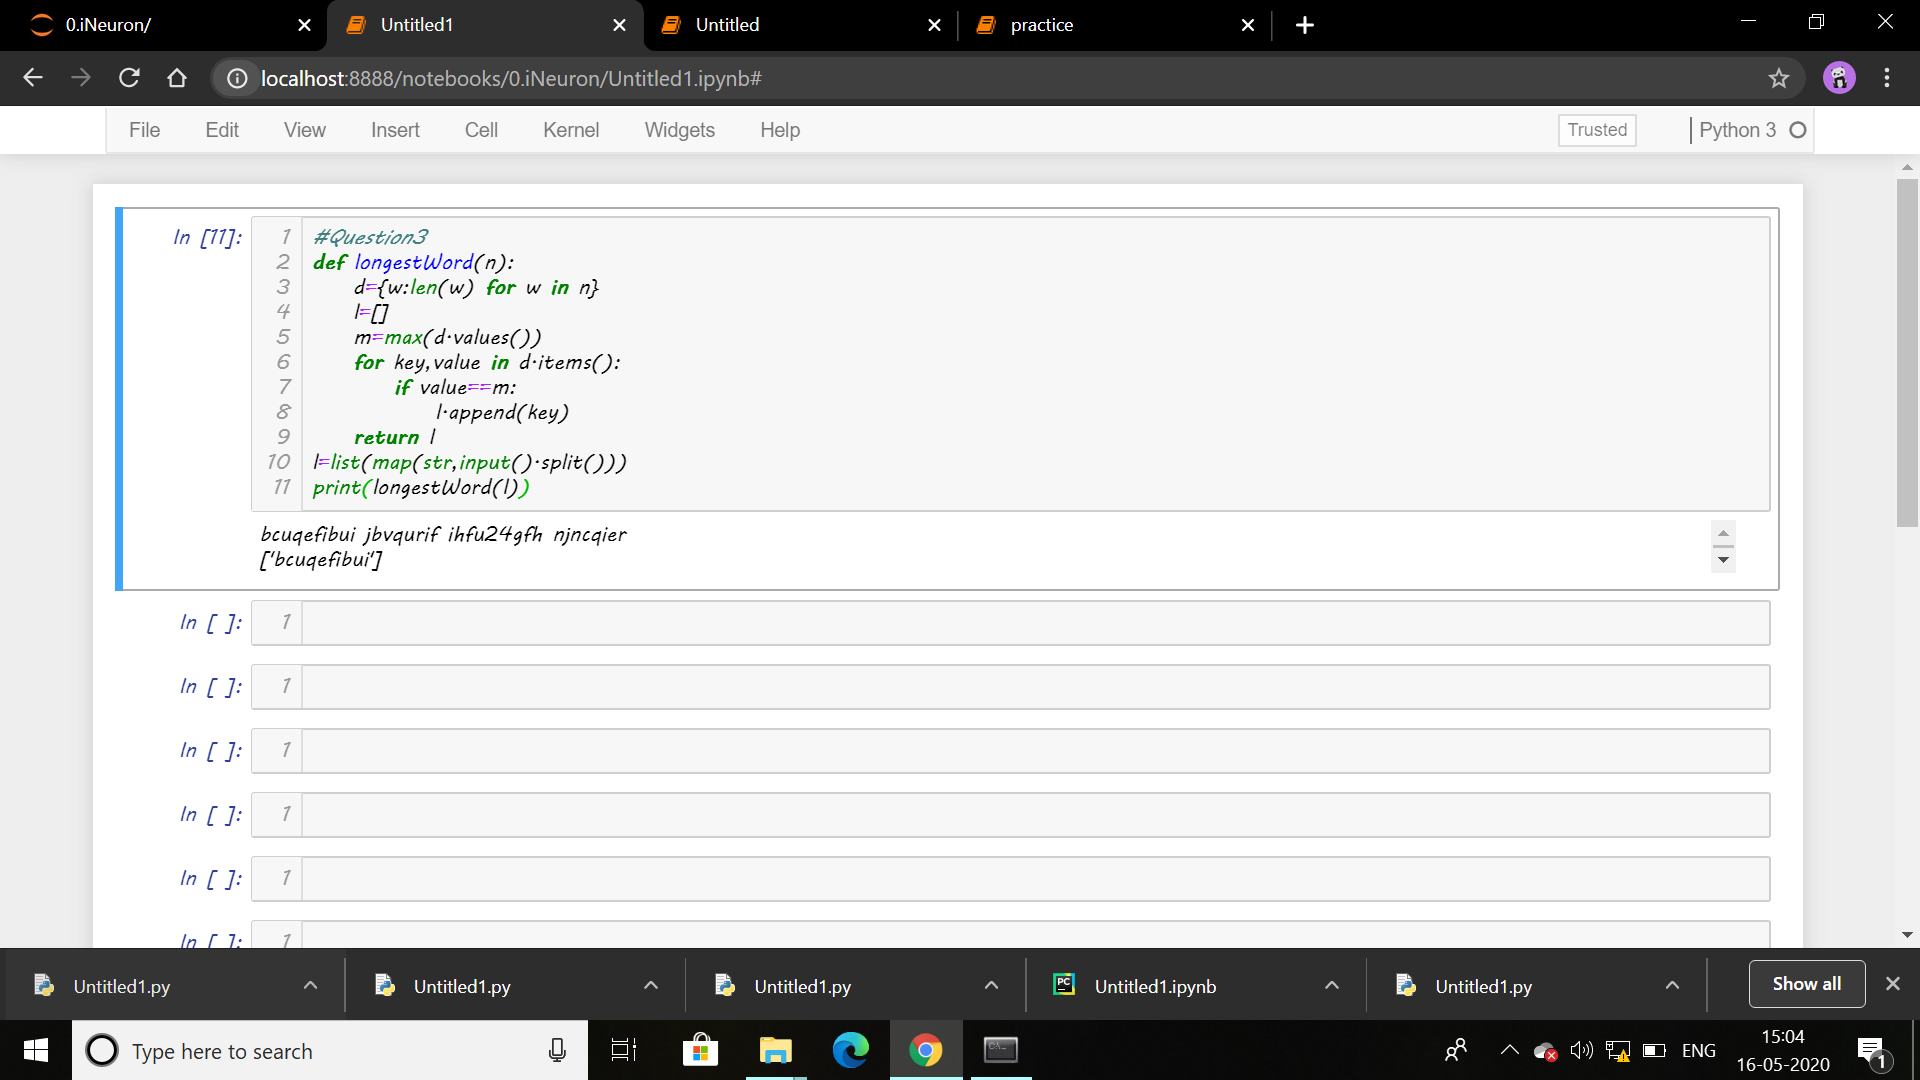 0.iNeuron/
Untitled1
Untitled
practice
localhost:8888/notebooks/0.iNeuron/Untitled1.ipynb#
File Edit View Insert Cell Kernel Widgets Help
Trusted
Python 3
In [11]:
1 #Question3
2 def longestWord(n):
3 d={w:len(w) for w in n}
4 l=[]
5 m=max(d.values())
6 for key,value in d.items():
7 if value==m:
8 l.append(key)
9 return l
10 l=list(map(str,input().split()))
11 print(longestWord(l))
bcuqefibui jbvqurif ihfu24gfh njncqier
['bcuqefibui']
In [ ]: 1
In [ ]: 1
In [ ]: 1
In [ ]: 1
In [ ]: 1
In [ ]: 1
Untitled1.py
Untitled1.py
Untitled1.py
PC
Untitled1.ipynb
Untitled1.py
Show all
Type here to search
ENG
15:04
16-05-2020
1